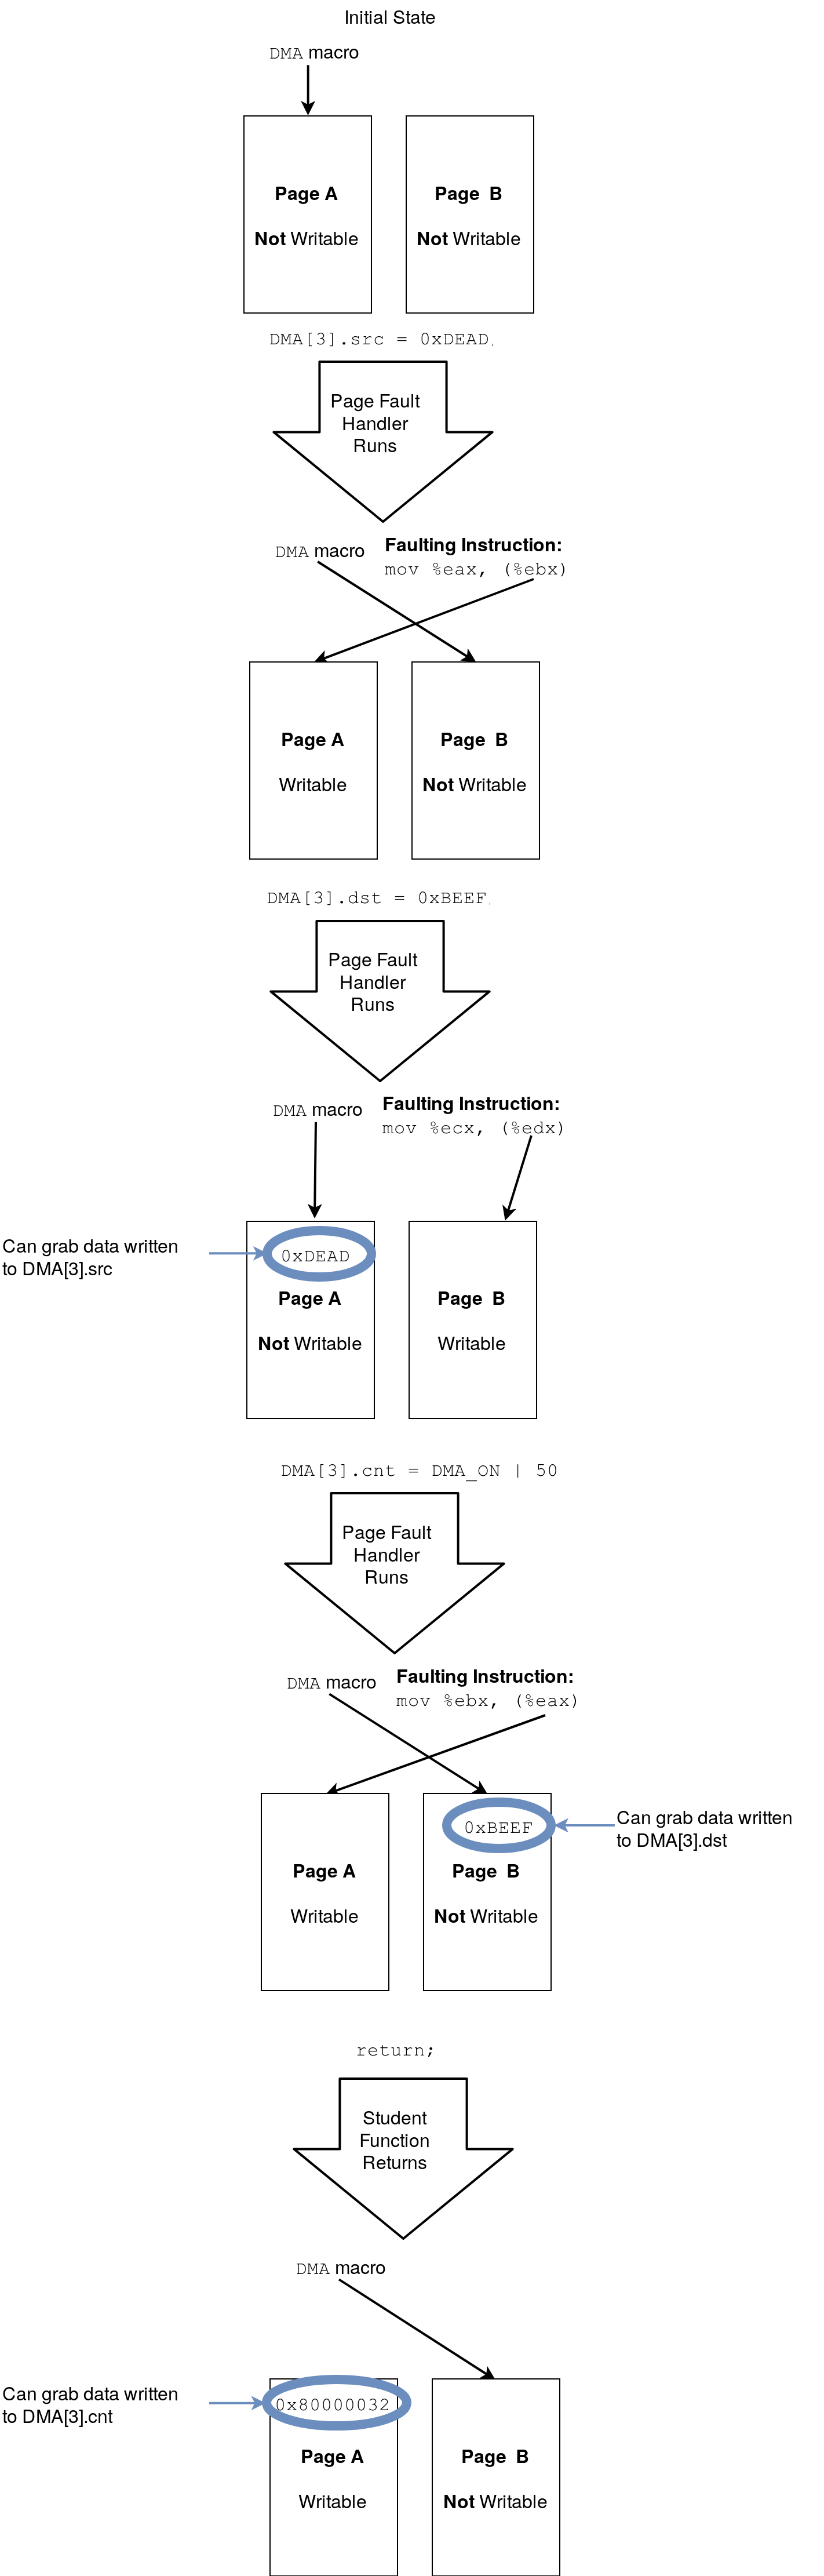 Initial State
DMA macro
Page A
Not Writable
Page B
Not Writable
DMA[3].src = 0xDEAD.
Page Fault
Handler
Runs
DMA macro
Faulting Instruction:
mov %eax, (%ebx)
Page A
Writable
Page B
Not Writable
DMA[3].dst = 0xBEEF.
Page Fault
Handler
Runs
DMA macro
Faulting Instruction:
mov %ecx, (%edx)
Can grab data written
to DMA[3].src
0xDEAD
Page A
Not Writable
Page B
Writable
DMA[3].cnt = DMA_ON | 50
Page Fault
Handler
Runs
DMA macro
Faulting Instruction:
mov %ebx, (%eax)
Page A
Writable
0xBEEF
Page B
Not Writable
Can grab data written
to DMA[3].dst
return;
Student
Function
Returns
DMA macro
Can grab data written
to DMA[3].cnt
0x80000032
Page A
Writable
Page B
Not Writable